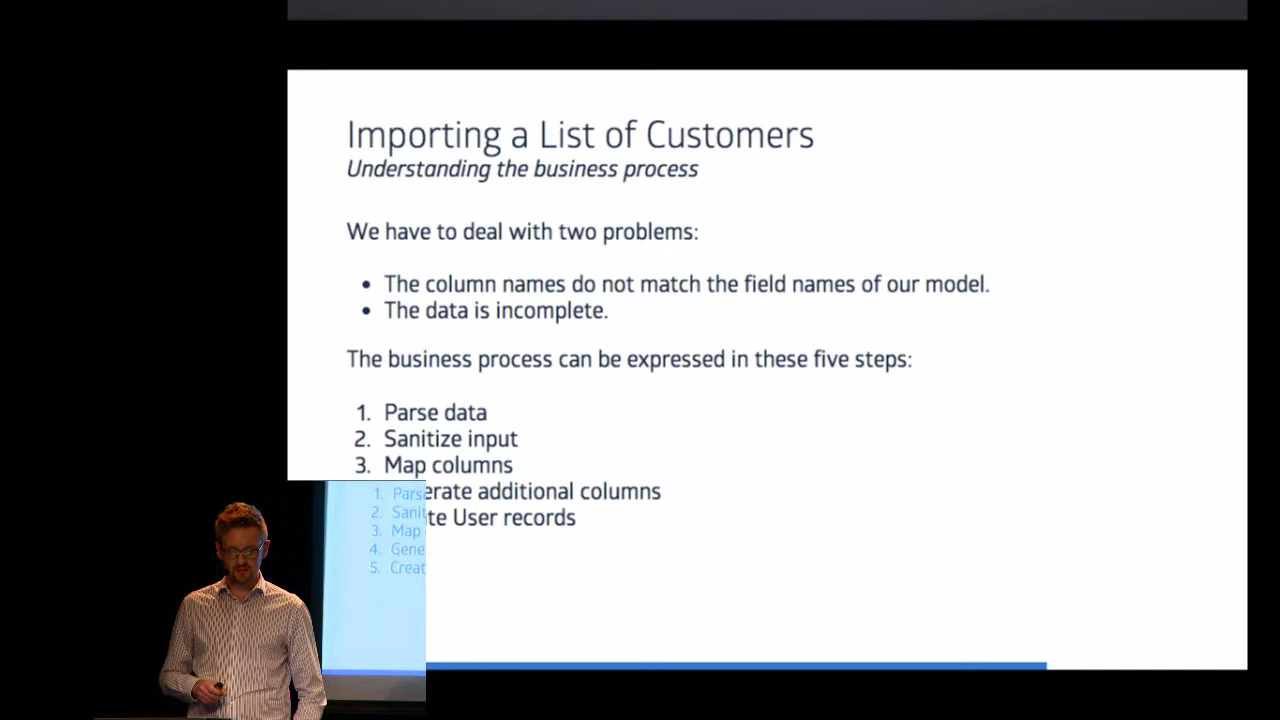 Importing a List of Customers
Understanding the business process
We have to deal with two problems:
• The column names do not match the field names of our model.
• The data is incomplete.
The business process can be expressed in these five steps:
1. Parse data
2. Sanitize input
3. Map columns
erate additional columns
te User records
1. Pars
2. Sanit
3. Map
4. Gene
5. Creat